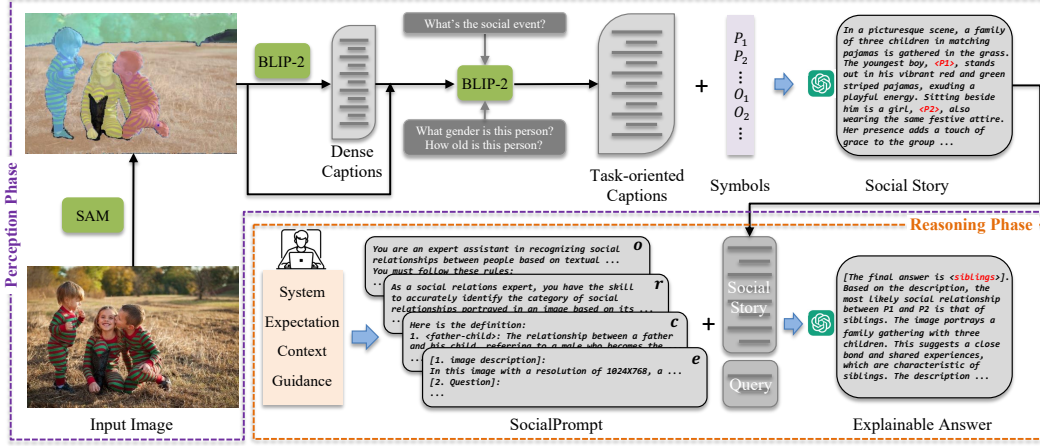 Perception Phase
BLIP-2
Dense
Captions
What's the social event?
BLIP-2
What gender is this person?
How old is this person?
Task-oriented
Captions
+
P1
P2
⋮
O1
O2
⋮
Symbols
In a picturesque scene, a family
of three children in matching
pajamas is gathered in the grass.
The youngest boy, <P1>, stands
out in his vibrant red and green
striped pajamas, exuding a
playful energy. Sitting beside
him is a girl, <P2>, also
wearing the same festive attire.
Her presence adds a touch of
grace to the group ...
Social Story
SAM
Input Image
Reasoning Phase
System
Expectation
Context
Guidance
o
You are an expert assistant in recognizing social
relationships between people based on textual ...
You must follow these rules:
...
r
As a social relations expert, you have the skill
to accurately identify the category of social
relationships portrayed in an image based on its ...
...
c
Here is the definition:
1. <father-child>: The relationship between a father
and his child, referring to a male who becomes the
...
e
[1. image description]:
In this image with a resolution of 1024X768, a ...
[2. Question]:
...
SocialPrompt
+
Social
Story
Query
[The final answer is <siblings>].
Based on the description, the
most likely social relationship
between P1 and P2 is that of
siblings. The image portrays a
family gathering with three
children. This suggests a close
bond and shared experiences,
which are characteristic of
siblings. The description ...
Explainable Answer